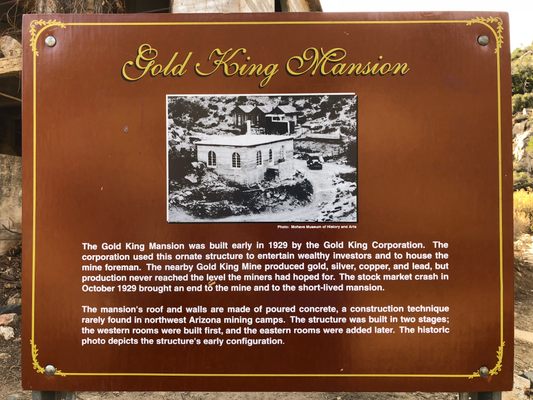 Gold King Mansion
Photo: Mohave Museum of History and Arts
The Gold King Mansion was built early in 1929 by the Gold King Corporation. The
corporation used this ornate structure to entertain wealthy investors and to house the
mine foreman. The nearby Gold King Mine produced gold, silver, copper, and lead, but
production never reached the level the miners had hoped for. The stock market crash in
October 1929 brought an end to the mine and to the short-lived mansion.
The mansion's roof and walls are made of poured concrete, a construction technique
rarely found in northwest Arizona mining camps. The structure was built in two stages;
the western rooms were built first, and the eastern rooms were added later. The historic
photo depicts the structure's early configuration.